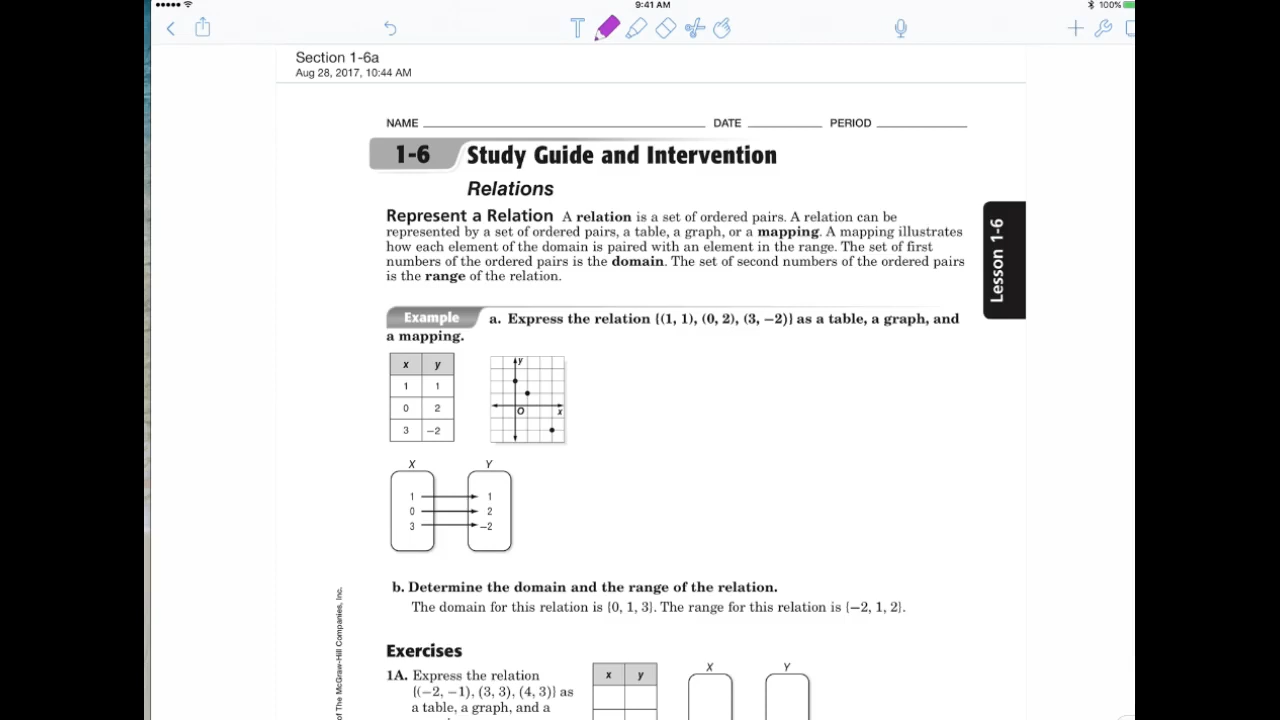 9:41 AM
100%
T
Section 1-6a
Aug 28, 2017, 10:44 AM
NAME DATE PERIOD
1-6 Study Guide and Intervention
Relations
Represent a Relation A relation is a set of ordered pairs. A relation can be
represented by a set of ordered pairs, a table, a graph, or a mapping. A mapping illustrates
how each element of the domain is paired with an element in the range. The set of first
numbers of the ordered pairs is the domain. The set of second numbers of the ordered pairs
is the range of the relation.
Lesson 1-6
Example a. Express the relation {(1, 1), (0, 2), (3, −2)} as a table, a graph, and
a mapping.
x y
1 1
0 2
3 −2
y
O x
X Y
1 1
0 2
3 −2
b. Determine the domain and the range of the relation.
The domain for this relation is {0, 1, 3}. The range for this relation is {−2, 1, 2}.
of The McGraw-Hill Companies, Inc.
Exercises
1A. Express the relation
{(−2, −1), (3, 3), (4, 3)} as
a table, a graph, and a
x y
X Y